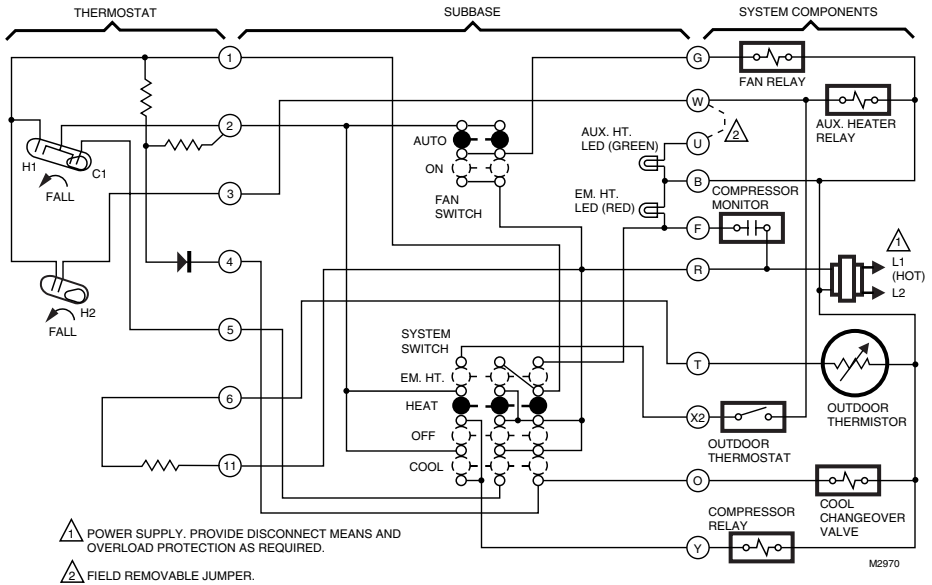 THERMOSTAT
SUBBASE
SYSTEM COMPONENTS
1
G
FAN RELAY
W
AUX. HEATER
RELAY
2
AUTO
AUX. HT.
LED (GREEN)
U
2
H1
C1
FALL
ON
B
3
FAN
SWITCH
EM. HT.
LED (RED)
COMPRESSOR
MONITOR
F
1
L1
(HOT)
L2
4
R
H2
FALL
5
SYSTEM
SWITCH
T
EM. HT.
6
HEAT
OUTDOOR
THERMISTOR
X2
OFF
OUTDOOR
THERMOSTAT
11
COOL
O
COOL
CHANGEOVER
VALVE
COMPRESSOR
RELAY
Y
1 POWER SUPPLY. PROVIDE DISCONNECT MEANS AND
OVERLOAD PROTECTION AS REQUIRED.
M2970
2 FIELD REMOVABLE JUMPER.